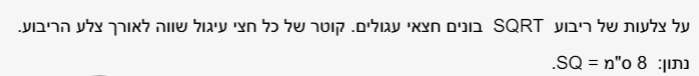 על צלעות של ריבוע SQRT בונים חצאי עגולים. קוטר של כל חצי עיגול שווה לאורך צלע הריבוע.
נתון: 8 ס"מ = SQ.